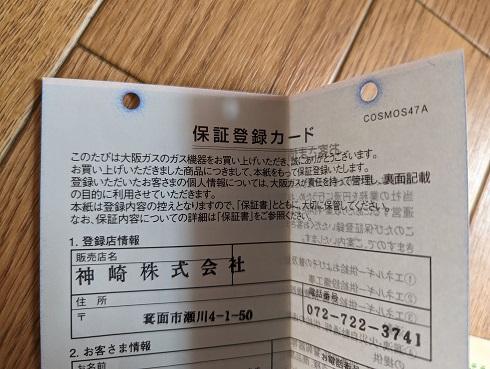 COSMOS47A
保証登録カード
このたびは大阪ガスのガス機器をお買い上げいただき、誠にありがとうございます。
お買い上げいただきました商品につきまして、本紙をもって保証登録いたします。
登録いただいたお客さまの個人情報については、大阪ガスが責任を持って管理し、裏面記載
の目的に利用させていただきます。
本紙は登録内容の控えとなりますので、「保証書」とともに、大切に保管してください。
なお、保証内容についての詳細は「保証書」をご参照ください。
1. 登録店情報
販売店名
神崎株式会社
住所
電話番号
〒
箕面市瀬川4-1-50
072-722-3741
2. お客さま情報
お名前